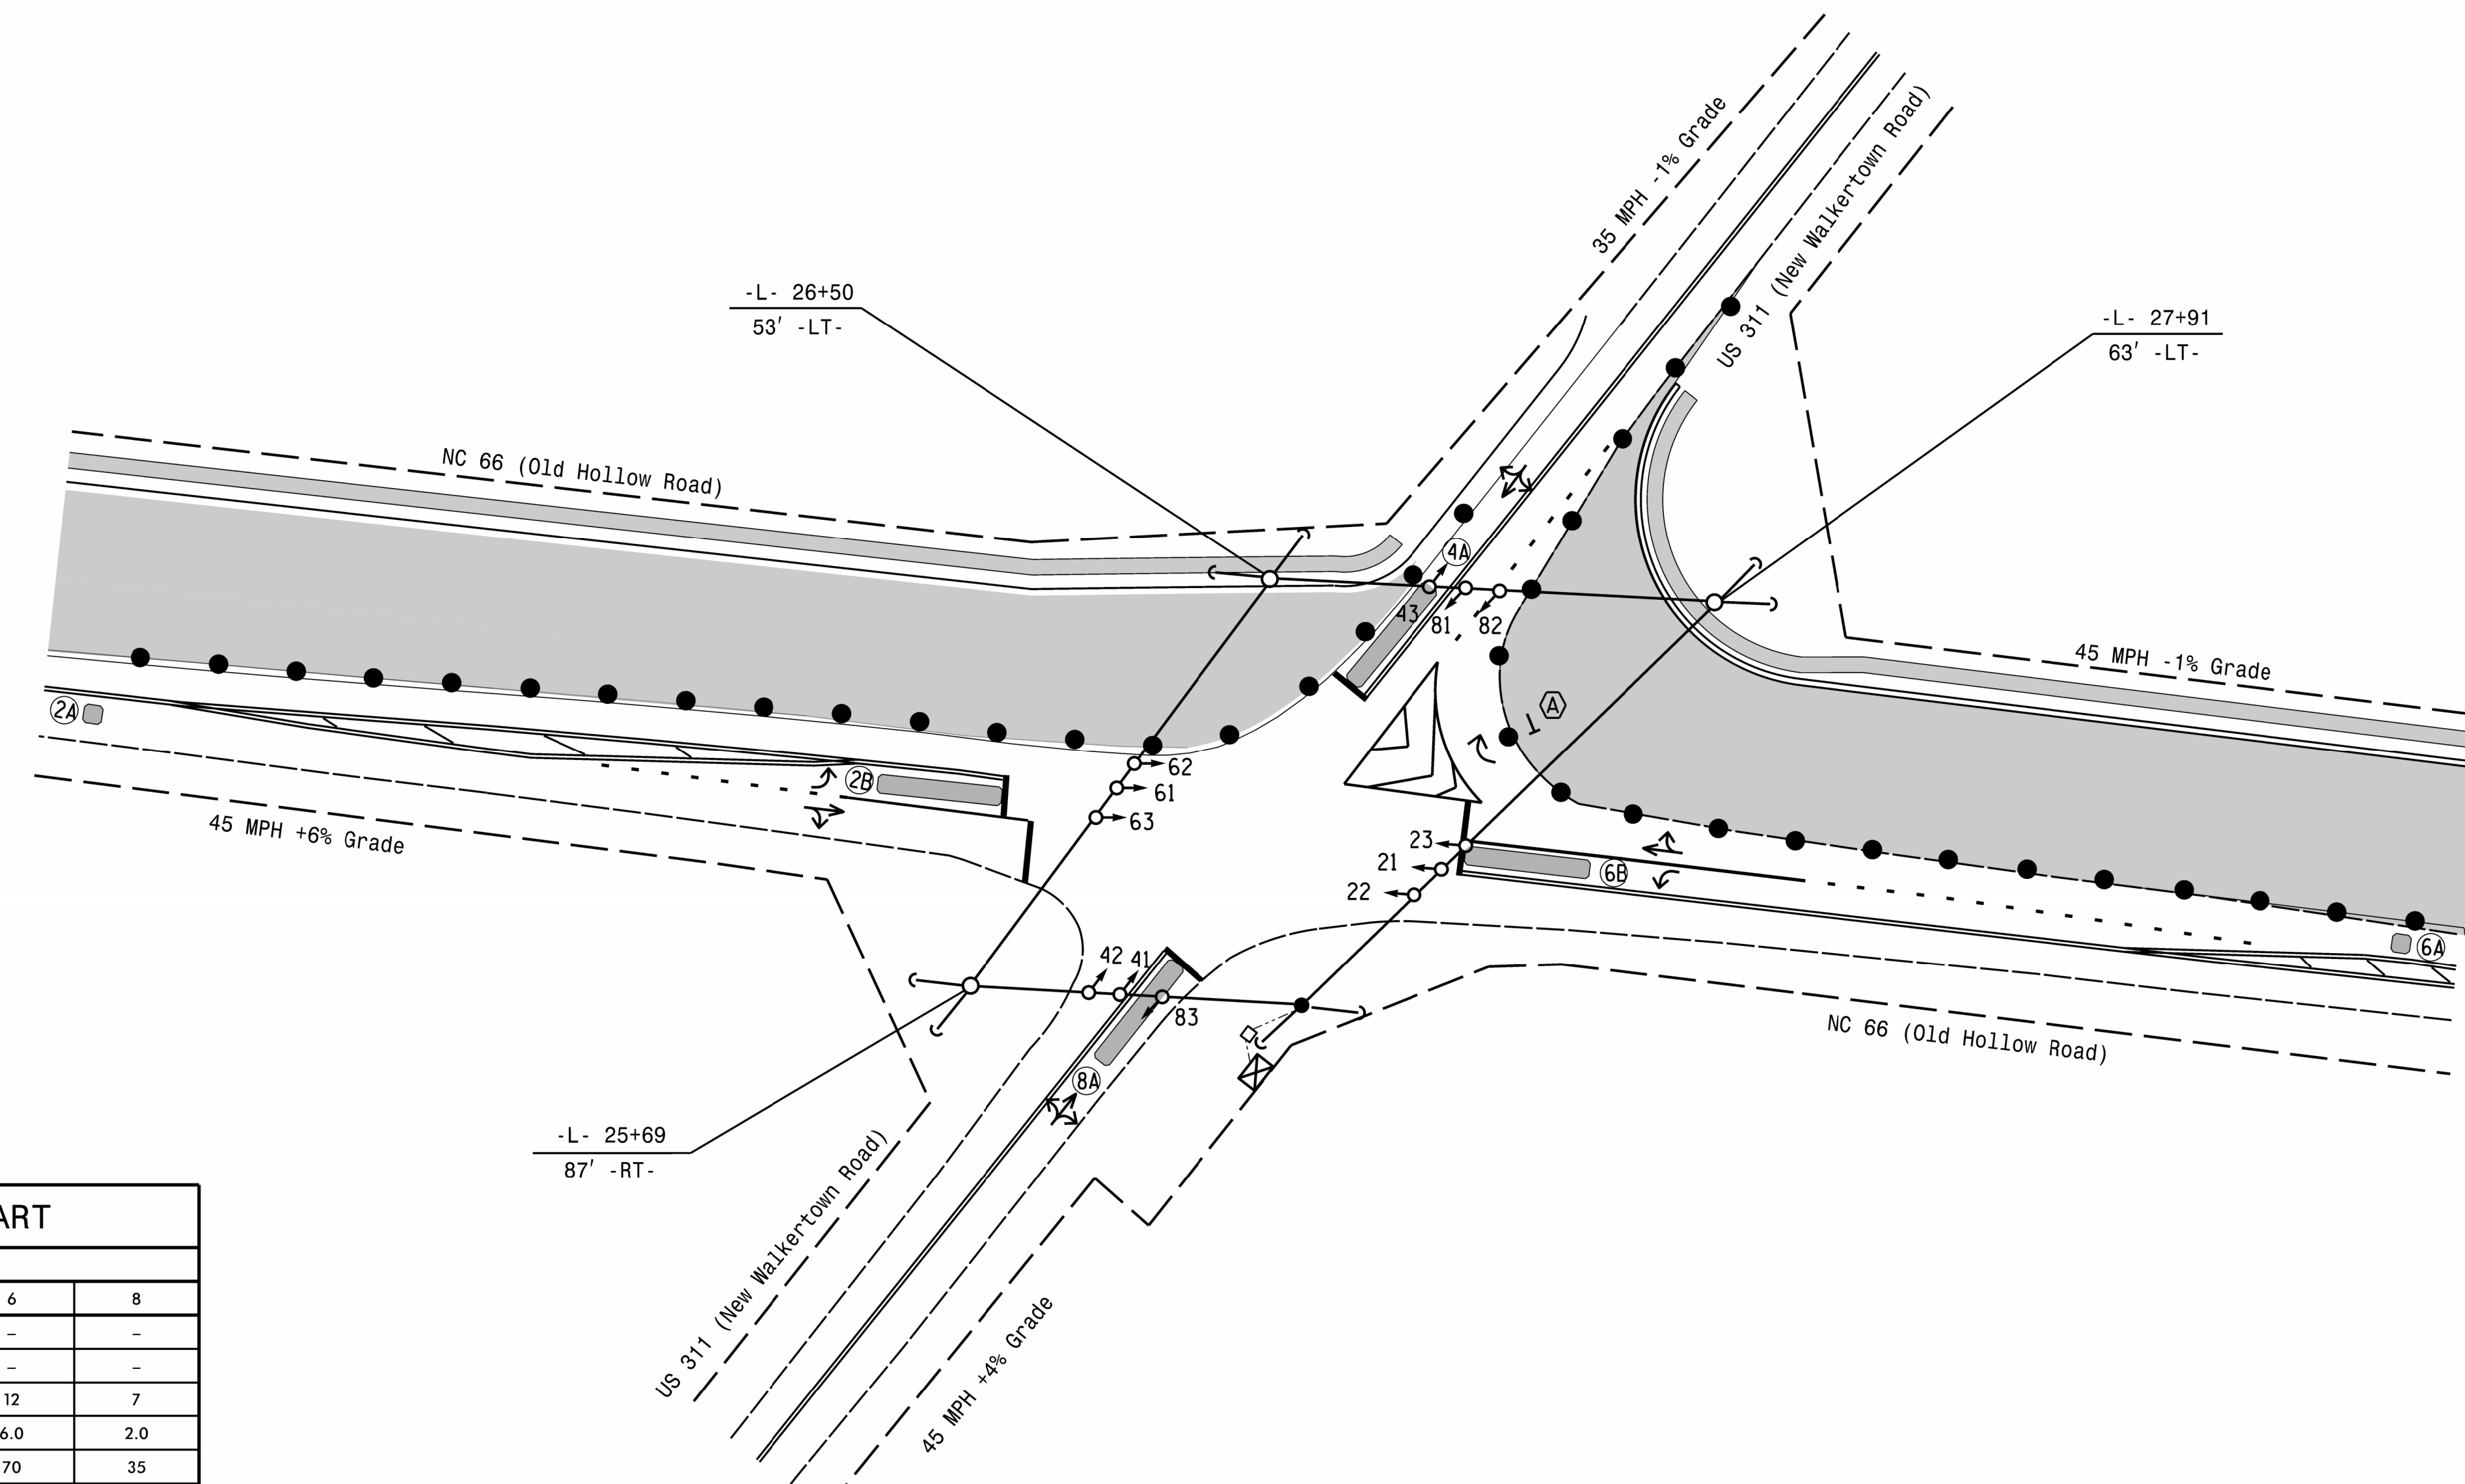 35 MPH -1% Grade
US 311 (New Walkertown Road)
-L- 26+50
53' -LT-
-L- 27+91
63' -LT-
NC 66 (Old Hollow Road)
4A
43
81
82
45 MPH -1% Grade
2A
A
62
2B
61
63
45 MPH +6% Grade
23
21
6B
22
6A
42
41
83
NC 66 (Old Hollow Road)
8A
-L- 25+69
87' -RT-
US 311 (New Walkertown Road)
45 MPH +4% Grade
ART
6 8
– –
– –
12 7
6.0 2.0
70 35